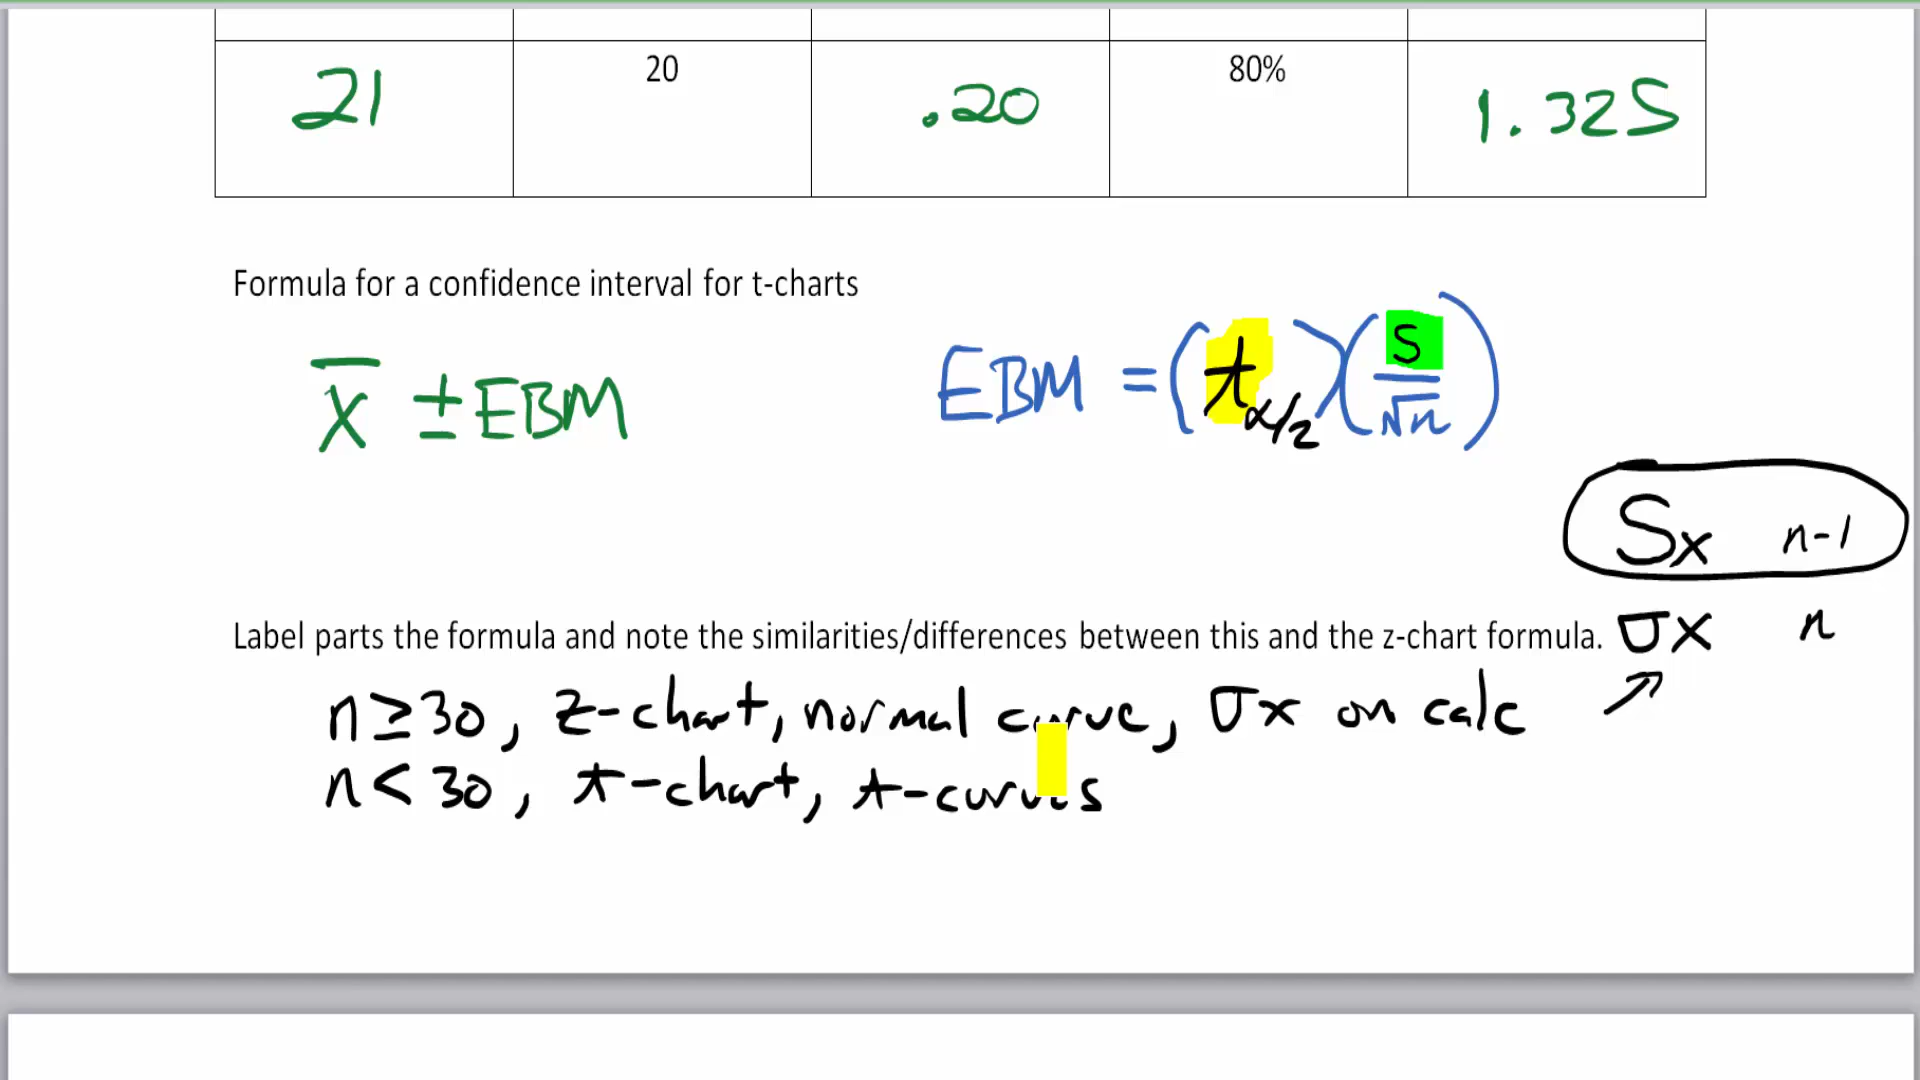 21 20 .20 80% 1.325
Formula for a confidence interval for t-charts
x̄ ± EBM
EBM = (t α/2)(s/√n)
Sx n-1
Label parts the formula and note the similarities/differences between this and the z-chart formula.
σx n
n ≥ 30, z-chart, normal curve, σx on calc
n < 30, t-chart, t-curves